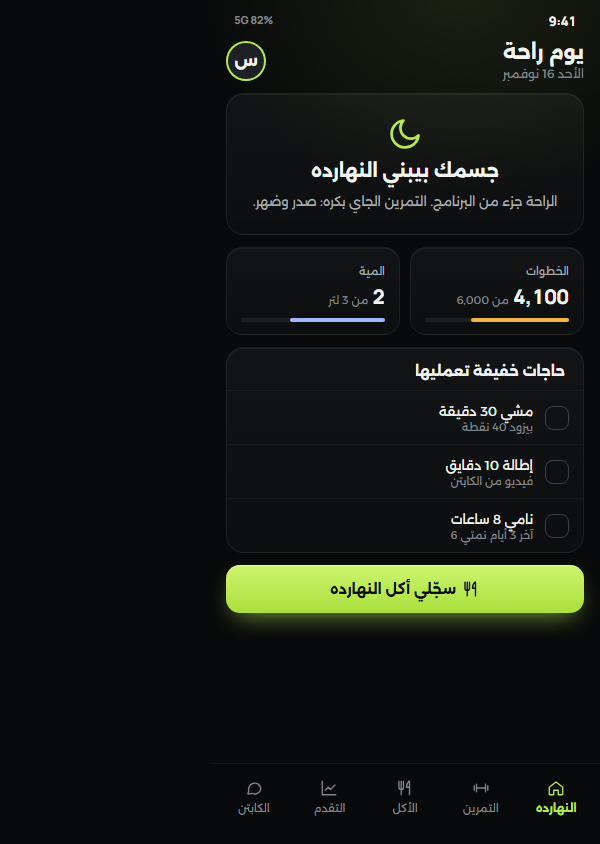 9:41
5G 82%
يوم راحة
س
الأحد 16 نوفمبر
جسمك بيبني النهارده
الراحة جزء من البرنامج. التمرين الجاي بكره: صدر وضهر.
الخطوات
4,100 من 6,000
المية
2 من 3 لتر
حاجات خفيفة تعمليها
مشي 30 دقيقة
بيزود 40 نقطة
إطالة 10 دقايق
فيديو من الكابتن
نامي 8 ساعات
آخر 3 أيام نمتي 6
سجّلي أكل النهارده
النهارده
التمرين
الأكل
التقدم
الكابتن